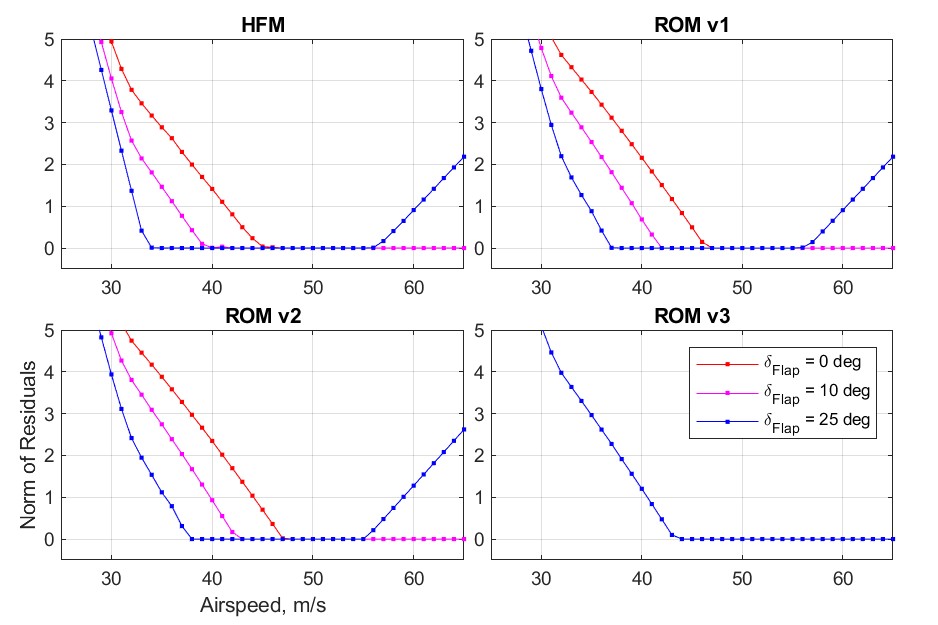 HFM
5
4
3
2
1
0
30 40 50 60
ROM v1
5
4
3
2
1
0
30 40 50 60
ROM v2
5
4
3
2
1
0
30 40 50 60
Norm of Residuals
Airspeed, m/s
ROM v3
5
4
3
2
1
0
30 40 50 60
δFlap = 0 deg
δFlap = 10 deg
δFlap = 25 deg